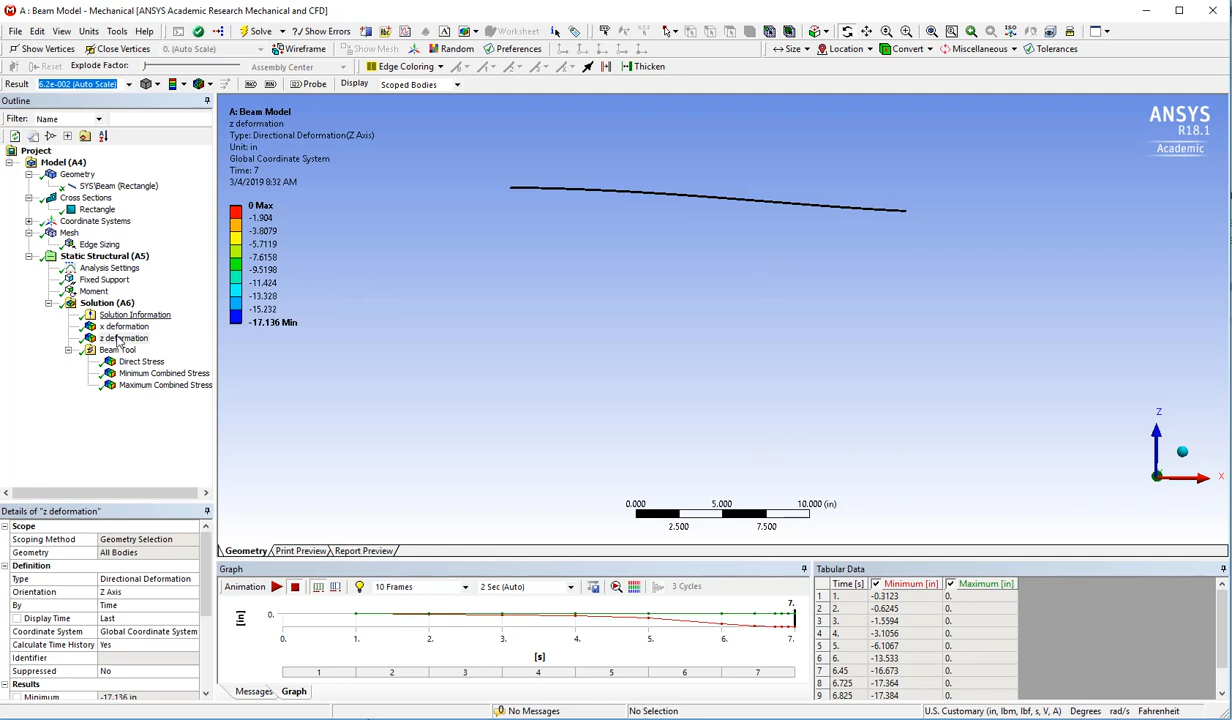 A : Beam Model - Mechanical [ANSYS Academic Research Mechanical and CFD]
File Edit View Units Tools Help Solve ?/ Show Errors Worksheet
Show Vertices Close Vertices 0. (Auto Scale) Wireframe Show Mesh Random Preferences Size Location Convert Miscellaneous Tolerances
Reset Explode Factor: Assembly Center Edge Coloring Thicken
Result 6.2e-002 (Auto Scale) Probe Display Scoped Bodies
Outline
Filter: Name
Project
Model (A4)
Geometry
SYS\Beam (Rectangle)
Cross Sections
Rectangle
Coordinate Systems
Mesh
Edge Sizing
Static Structural (A5)
Analysis Settings
Fixed Support
Moment
Solution (A6)
Solution Information
x deformation
z deformation
Beam Tool
Direct Stress
Minimum Combined Stress
Maximum Combined Stress
A: Beam Model
z deformation
Type: Directional Deformation(Z Axis)
Unit: in
Global Coordinate System
Time: 7
3/4/2019 8:32 AM
0 Max
-1.904
-3.8079
-5.7119
-7.6158
-9.5198
-11.424
-13.328
-15.232
-17.136 Min
ANSYS
R18.1
Academic
Z
X
0.000 5.000 10.000 (in)
2.500 7.500
Geometry Print Preview Report Preview
Details of "z deformation"
Scope
Scoping Method Geometry Selection
Geometry All Bodies
Definition
Type Directional Deformation
Orientation Z Axis
By Time
Display Time Last
Coordinate System Global Coordinate System
Calculate Time History Yes
Identifier
Suppressed No
Results
Minimum -17.136 in
Graph
Animation 10 Frames 2 Sec (Auto) 3 Cycles
7.
[in]
0.
0. 1. 2. 3. 4. 5. 6. 7.
[s]
1 2 3 4 5 6 7
Messages Graph
Tabular Data
Time [s] Minimum [in] Maximum [in]
1 1. -0.3123 0.
2 2. -0.6245 0.
3 3. -1.5594 0.
4 4. -3.1056 0.
5 5. -6.1067 0.
6 6. -13.533 0.
7 6.45 -16.673 0.
8 6.725 -17.364 0.
9 6.825 -17.384 0.
No Messages No Selection U.S. Customary (in, lbm, lbf, s, V, A) Degrees rad/s Fahrenheit